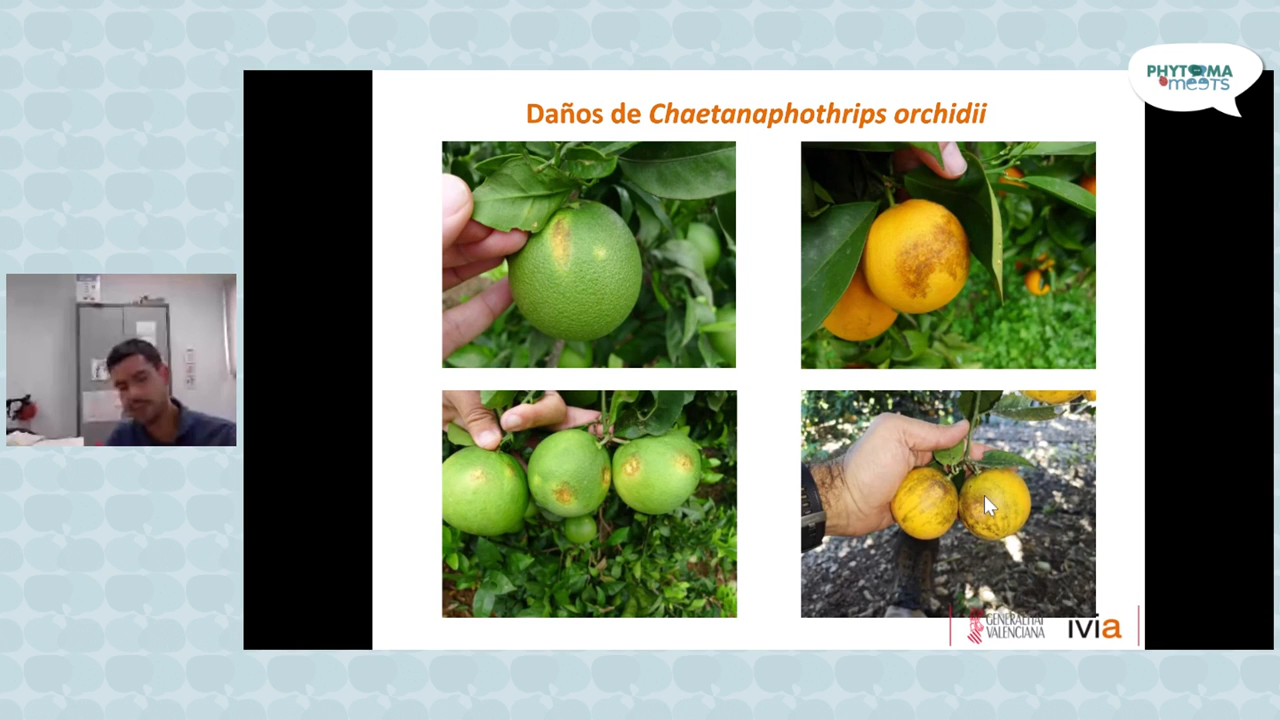 PHYTOMA
meets
Daños de Chaetanaphothrips orchidii
GENERALITAT
VALENCIANA
ivia